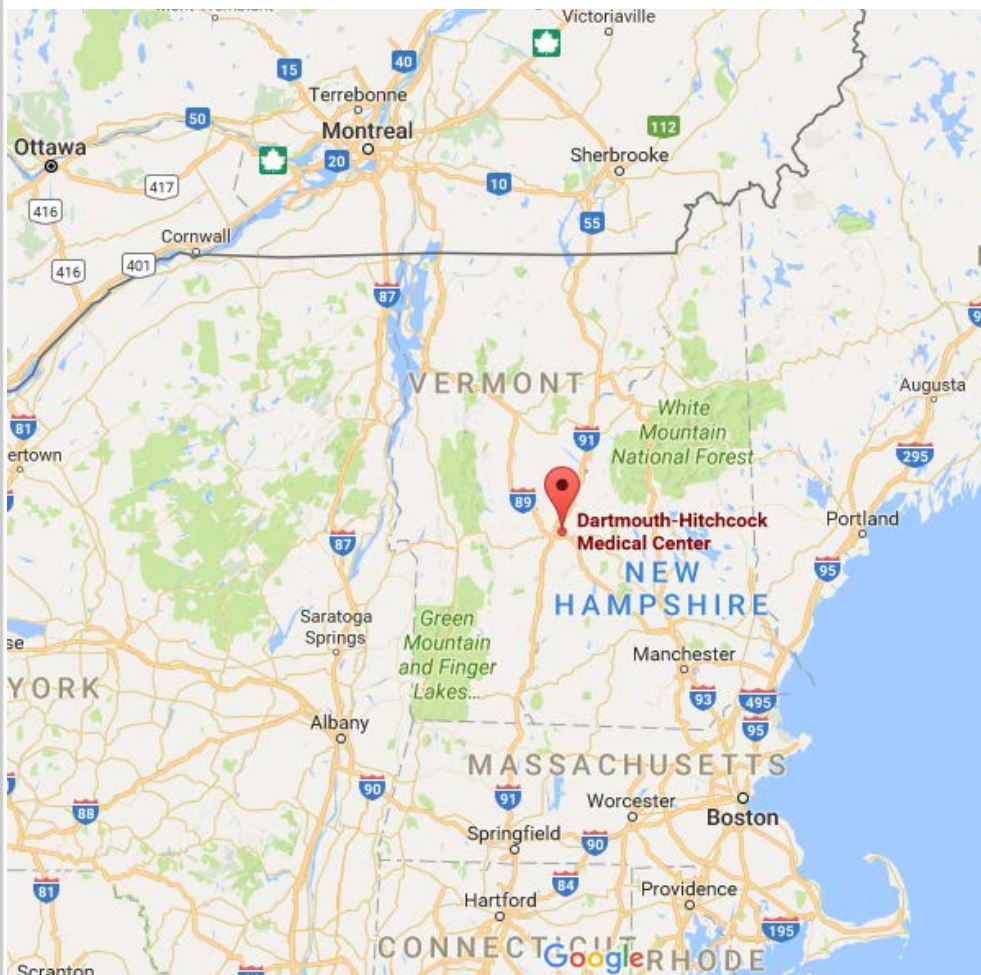 Victoriaville
15
40
Terrebonne
50
Montreal
112
Ottawa
20
Sherbrooke
417
10
416
55
Cornwall
416
401
87
VERMONT
Augusta
81
White
Mountain
National Forest
91
295
ertown
89
Dartmouth-Hitchcock
Medical Center
Portland
87
95
NEW
HAMPSHIRE
Saratoga
Springs
Green
Mountain
and Finger
Lakes...
se
Manchester
YORK
93
495
Albany
95
MASSACHUSETTS
90
91
Worcester
88
Boston
Springfield
90
84
81
Hartford
Providence
195
CONNECTICUT
Google
RHODE
Scranton